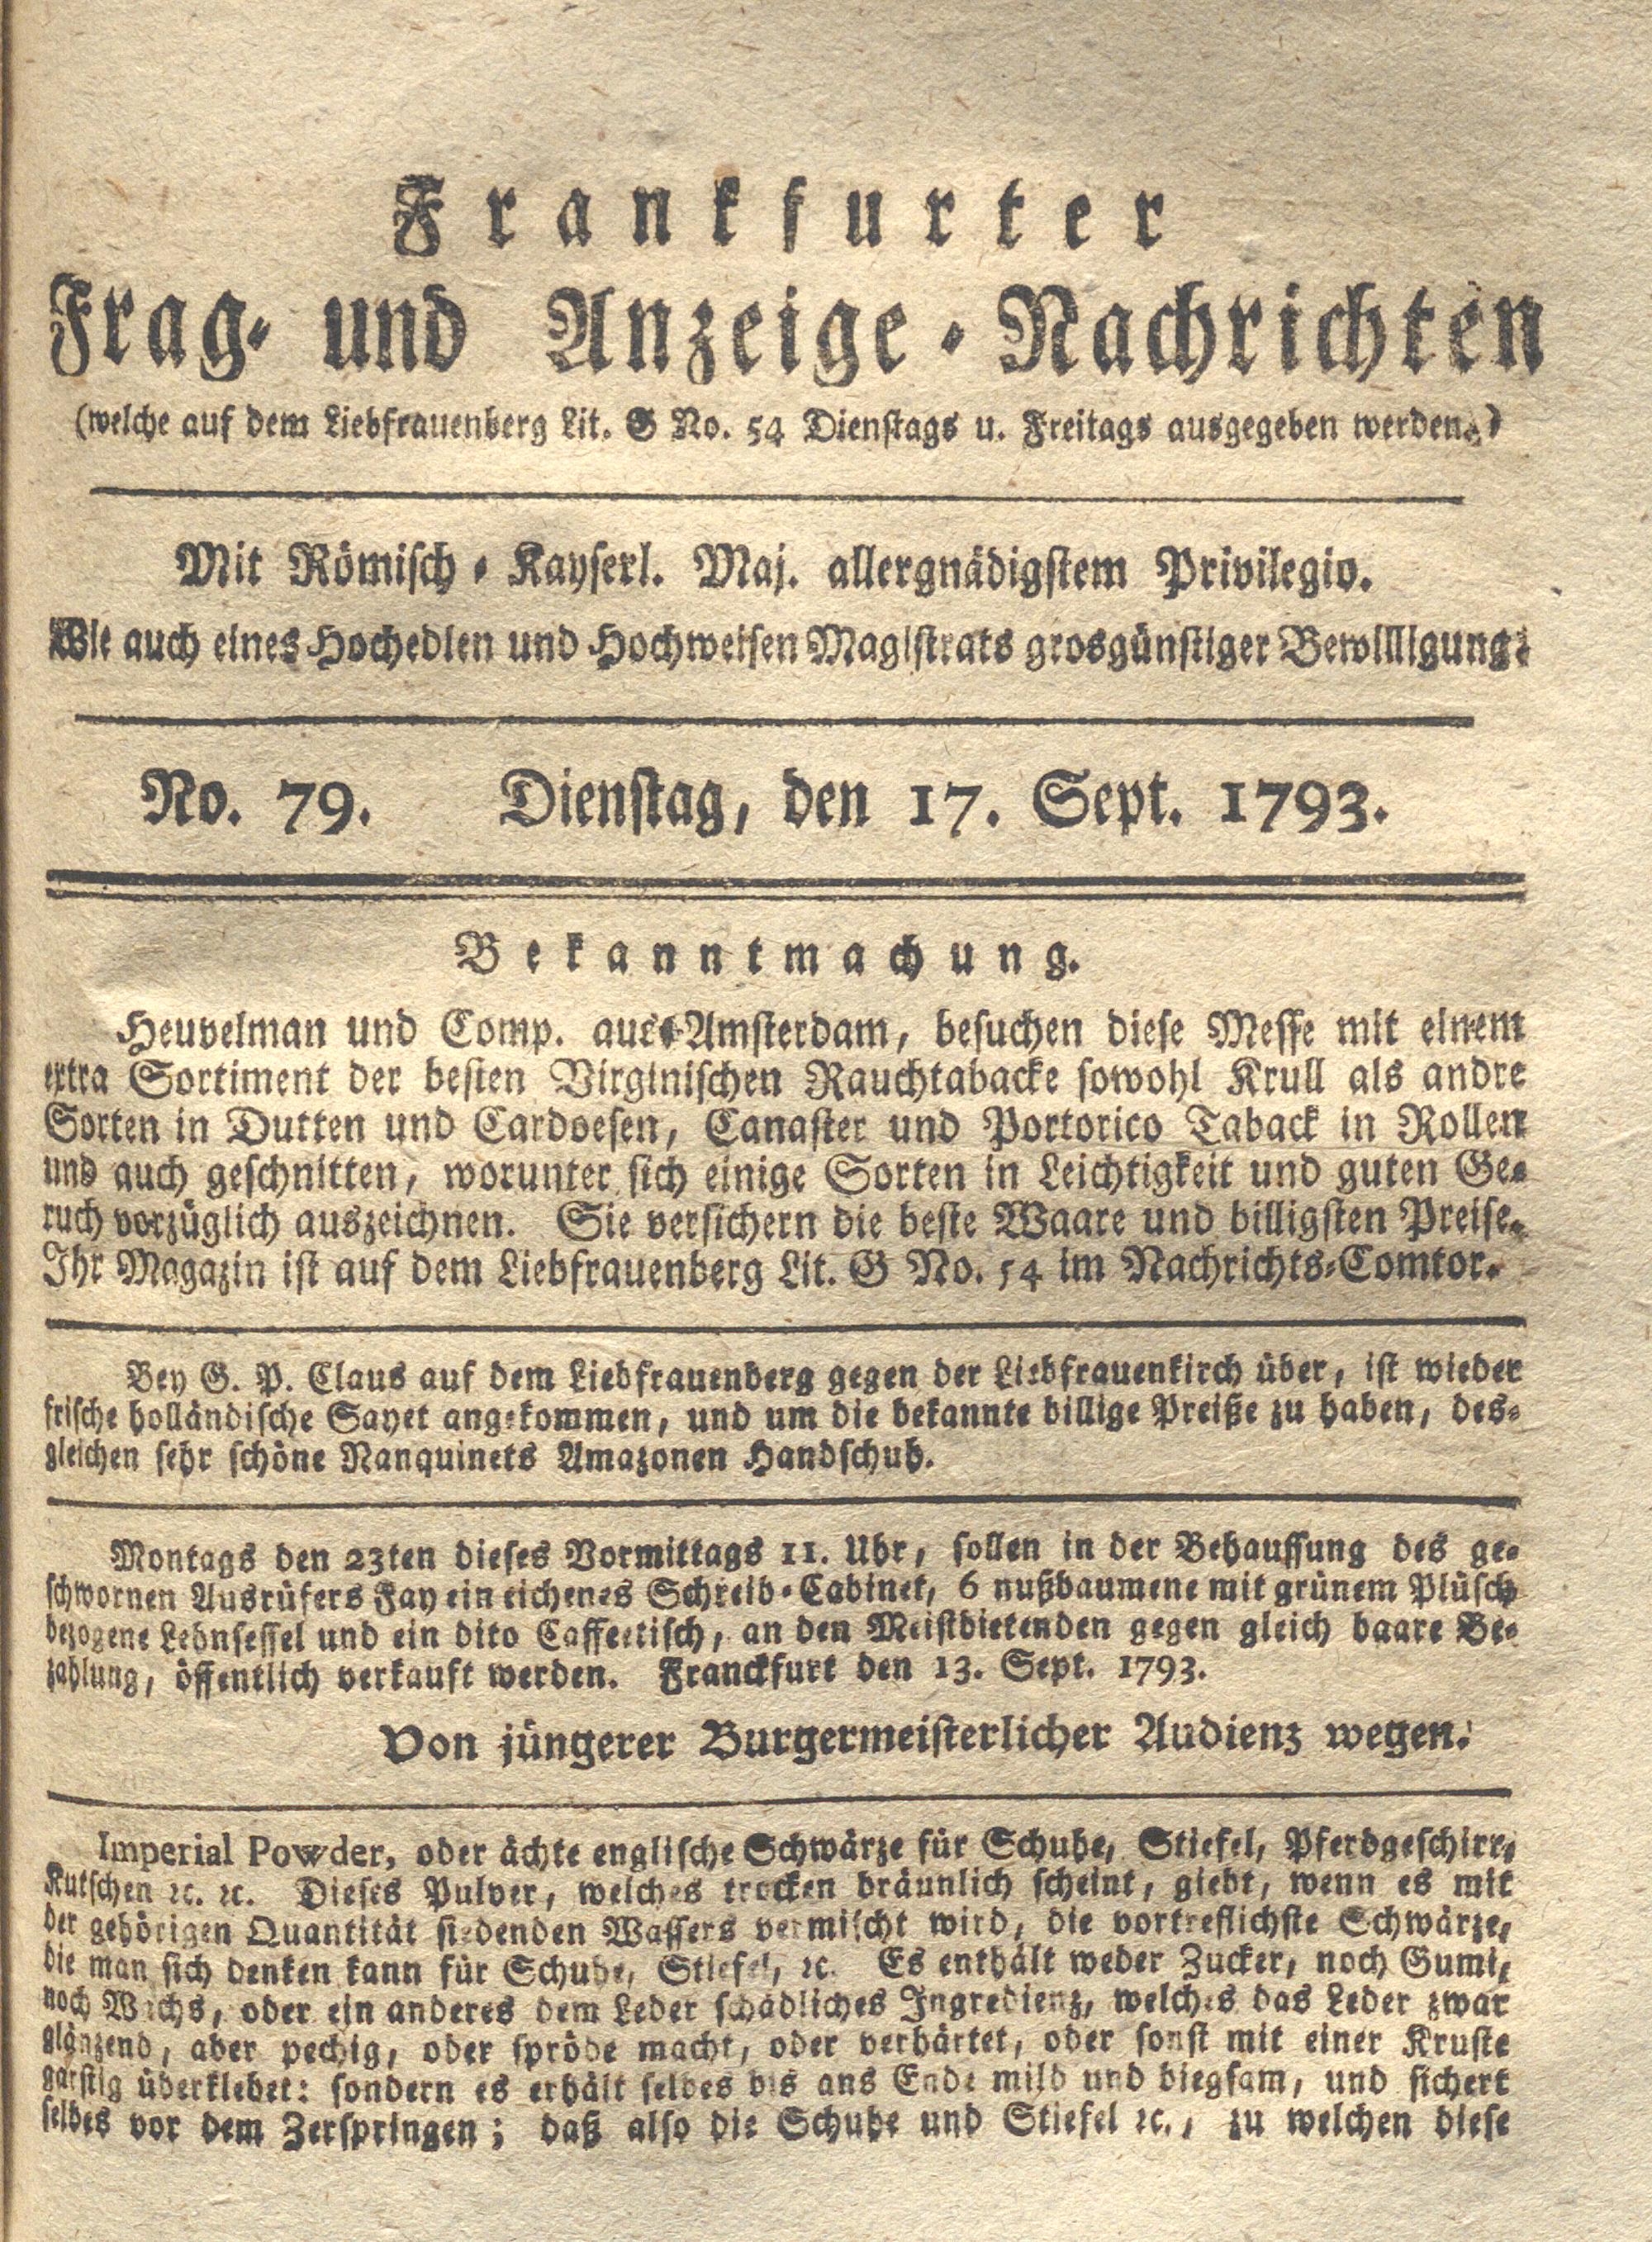 Frankfurter
Frag- und Anzeige-Nachrichten
(welche auf dem Liebfrauenberg Lit. G No. 54 Dienstags u. Freitags ausgegeben werden.)
Mit Römisch-Kayserl. Maj. allergnädigstem Privilegio.
Wie auch eines Hochedlen und Hochweisen Magistrats grosgünstiger Bewilligung.
No. 79. Dienstag, den 17. Sept. 1793.
Bekanntmachung.
Heuvelman und Comp. aus Amsterdam, besuchen diese Messe mit einem
extra Sortiment der besten Virginischen Rauchtabacke sowohl Krull als andre
Sorten in Dutten und Cardoesen, Canaster und Portorico Taback in Rollen
und auch geschnitten, worunter sich einige Sorten in Leichtigkeit und guten Ge-
ruch vorzüglich auszeichnen. Sie versichern die beste Waare und billigsten Preise.
Ihr Magazin ist auf dem Liebfrauenberg Lit. G No. 54 im Nachrichts-Comtor.
Bey G. P. Claus auf dem Liebfrauenberg gegen der Liebfrauenkirch über, ist wieder
frische holländische Sayet angekommen, und um die bekannte billige Preiße zu haben, des-
gleichen sehr schöne Nanquinets Amazonen Handschuh.
Montags den 23ten dieses Vormittags 11. Uhr, sollen in der Behaussung des ge-
schwornen Ausrüfers Fay ein eichenes Schreib-Cabinet, 6 nußbaumene mit grünem Plüsch
bezogene Lehnsessel und ein dito Caffeetisch, an den Meistbietenden gegen gleich baare Be-
zahlung, öffentlich verkauft werden. Franckfurt den 13. Sept. 1793.
Von jüngerer Burgermeisterlicher Audienz wegen.
Imperial Powder, oder ächte englische Schwärze für Schuhe, Stiefel, Pferdgeschirr,
Kutschen ꝛc. ꝛc. Dieses Pulver, welches trocken bräunlich scheint, giebt, wenn es mit
der gehörigen Quantität siedenden Wassers vermischt wird, die vortreflichste Schwärze,
die man sich denken kann für Schuhe, Stiefel, ꝛc. Es enthält weder Zucker, noch Gumi,
noch Wachs, oder ein anderes dem Leder schädliches Ingredienz, welches das Leder zwar
glänzend, aber pechig, oder spröde macht, oder verhärtet, oder sonst mit einer Kruste
garstig überklebet: sondern es erhält selbes bis ans Ende mild und biegsam, und sichert
selbes vor dem Zerspringen; daß also die Schuhe und Stiefel ꝛc., zu welchen diese